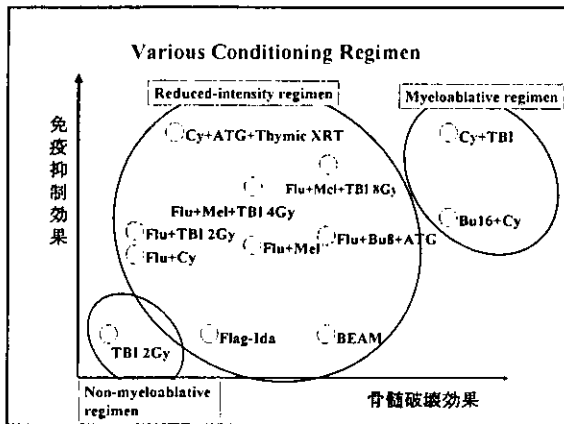 Various Conditioning Regimen
Reduced-intensity regimen
Myeloablative regimen
免疫抑制効果
Cy+ATG+Thymic XRT
Cy+TBI
Flu+Mel+TBI 8Gy
Flu+Mel+TBI 4Gy
Flu+TBI 2Gy
Flu+Mel
Flu+Bu8+ATG
Bu16+Cy
Flu+Cy
TBI 2Gy
Flag-Ida
BEAM
Non-myeloablative
regimen
骨髄破壊効果